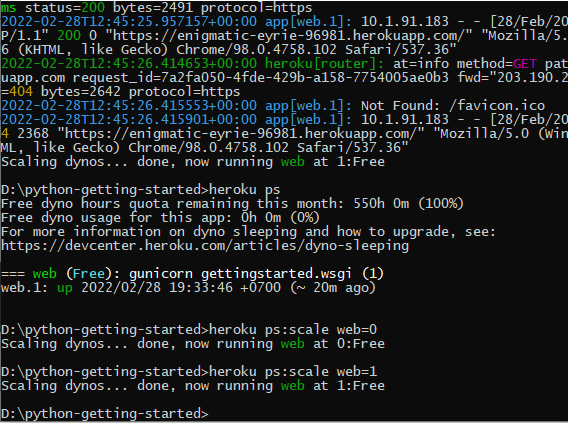 ms status=200 bytes=2491 protocol=https
2022-02-28T12:45:25.957157+00:00 app[web.1]: 10.1.91.183 - - [28/Feb/20
P/1.1" 200 0 "https://enigmatic-eyrie-96981.herokuapp.com/" "Mozilla/5.
6 (KHTML, like Gecko) Chrome/98.0.4758.102 Safari/537.36"
2022-02-28T12:45:26.414653+00:00 heroku[router]: at=info method=GET pat
uapp.com request_id=7a2fa050-4fde-429b-a158-7754005ae0b3 fwd="203.190.2
=404 bytes=2642 protocol=https
2022-02-28T12:45:26.415553+00:00 app[web.1]: Not Found: /favicon.ico
2022-02-28T12:45:26.415901+00:00 app[web.1]: 10.1.91.183 - - [28/Feb/20
4 2368 "https://enigmatic-eyrie-96981.herokuapp.com/" "Mozilla/5.0 (Win
ML, like Gecko) Chrome/98.0.4758.102 Safari/537.36"
Scaling dynos... done, now running web at 1:Free
D:\python-getting-started>heroku ps
Free dyno hours quota remaining this month: 550h 0m (100%)
Free dyno usage for this app: 0h 0m (0%)
For more information on dyno sleeping and how to upgrade, see:
https://devcenter.heroku.com/articles/dyno-sleeping
=== web (Free): gunicorn gettingstarted.wsgi (1)
web.1: up 2022/02/28 19:33:46 +0700 (~ 20m ago)
D:\python-getting-started>heroku ps:scale web=0
Scaling dynos... done, now running web at 0:Free
D:\python-getting-started>heroku ps:scale web=1
Scaling dynos... done, now running web at 1:Free
D:\python-getting-started>